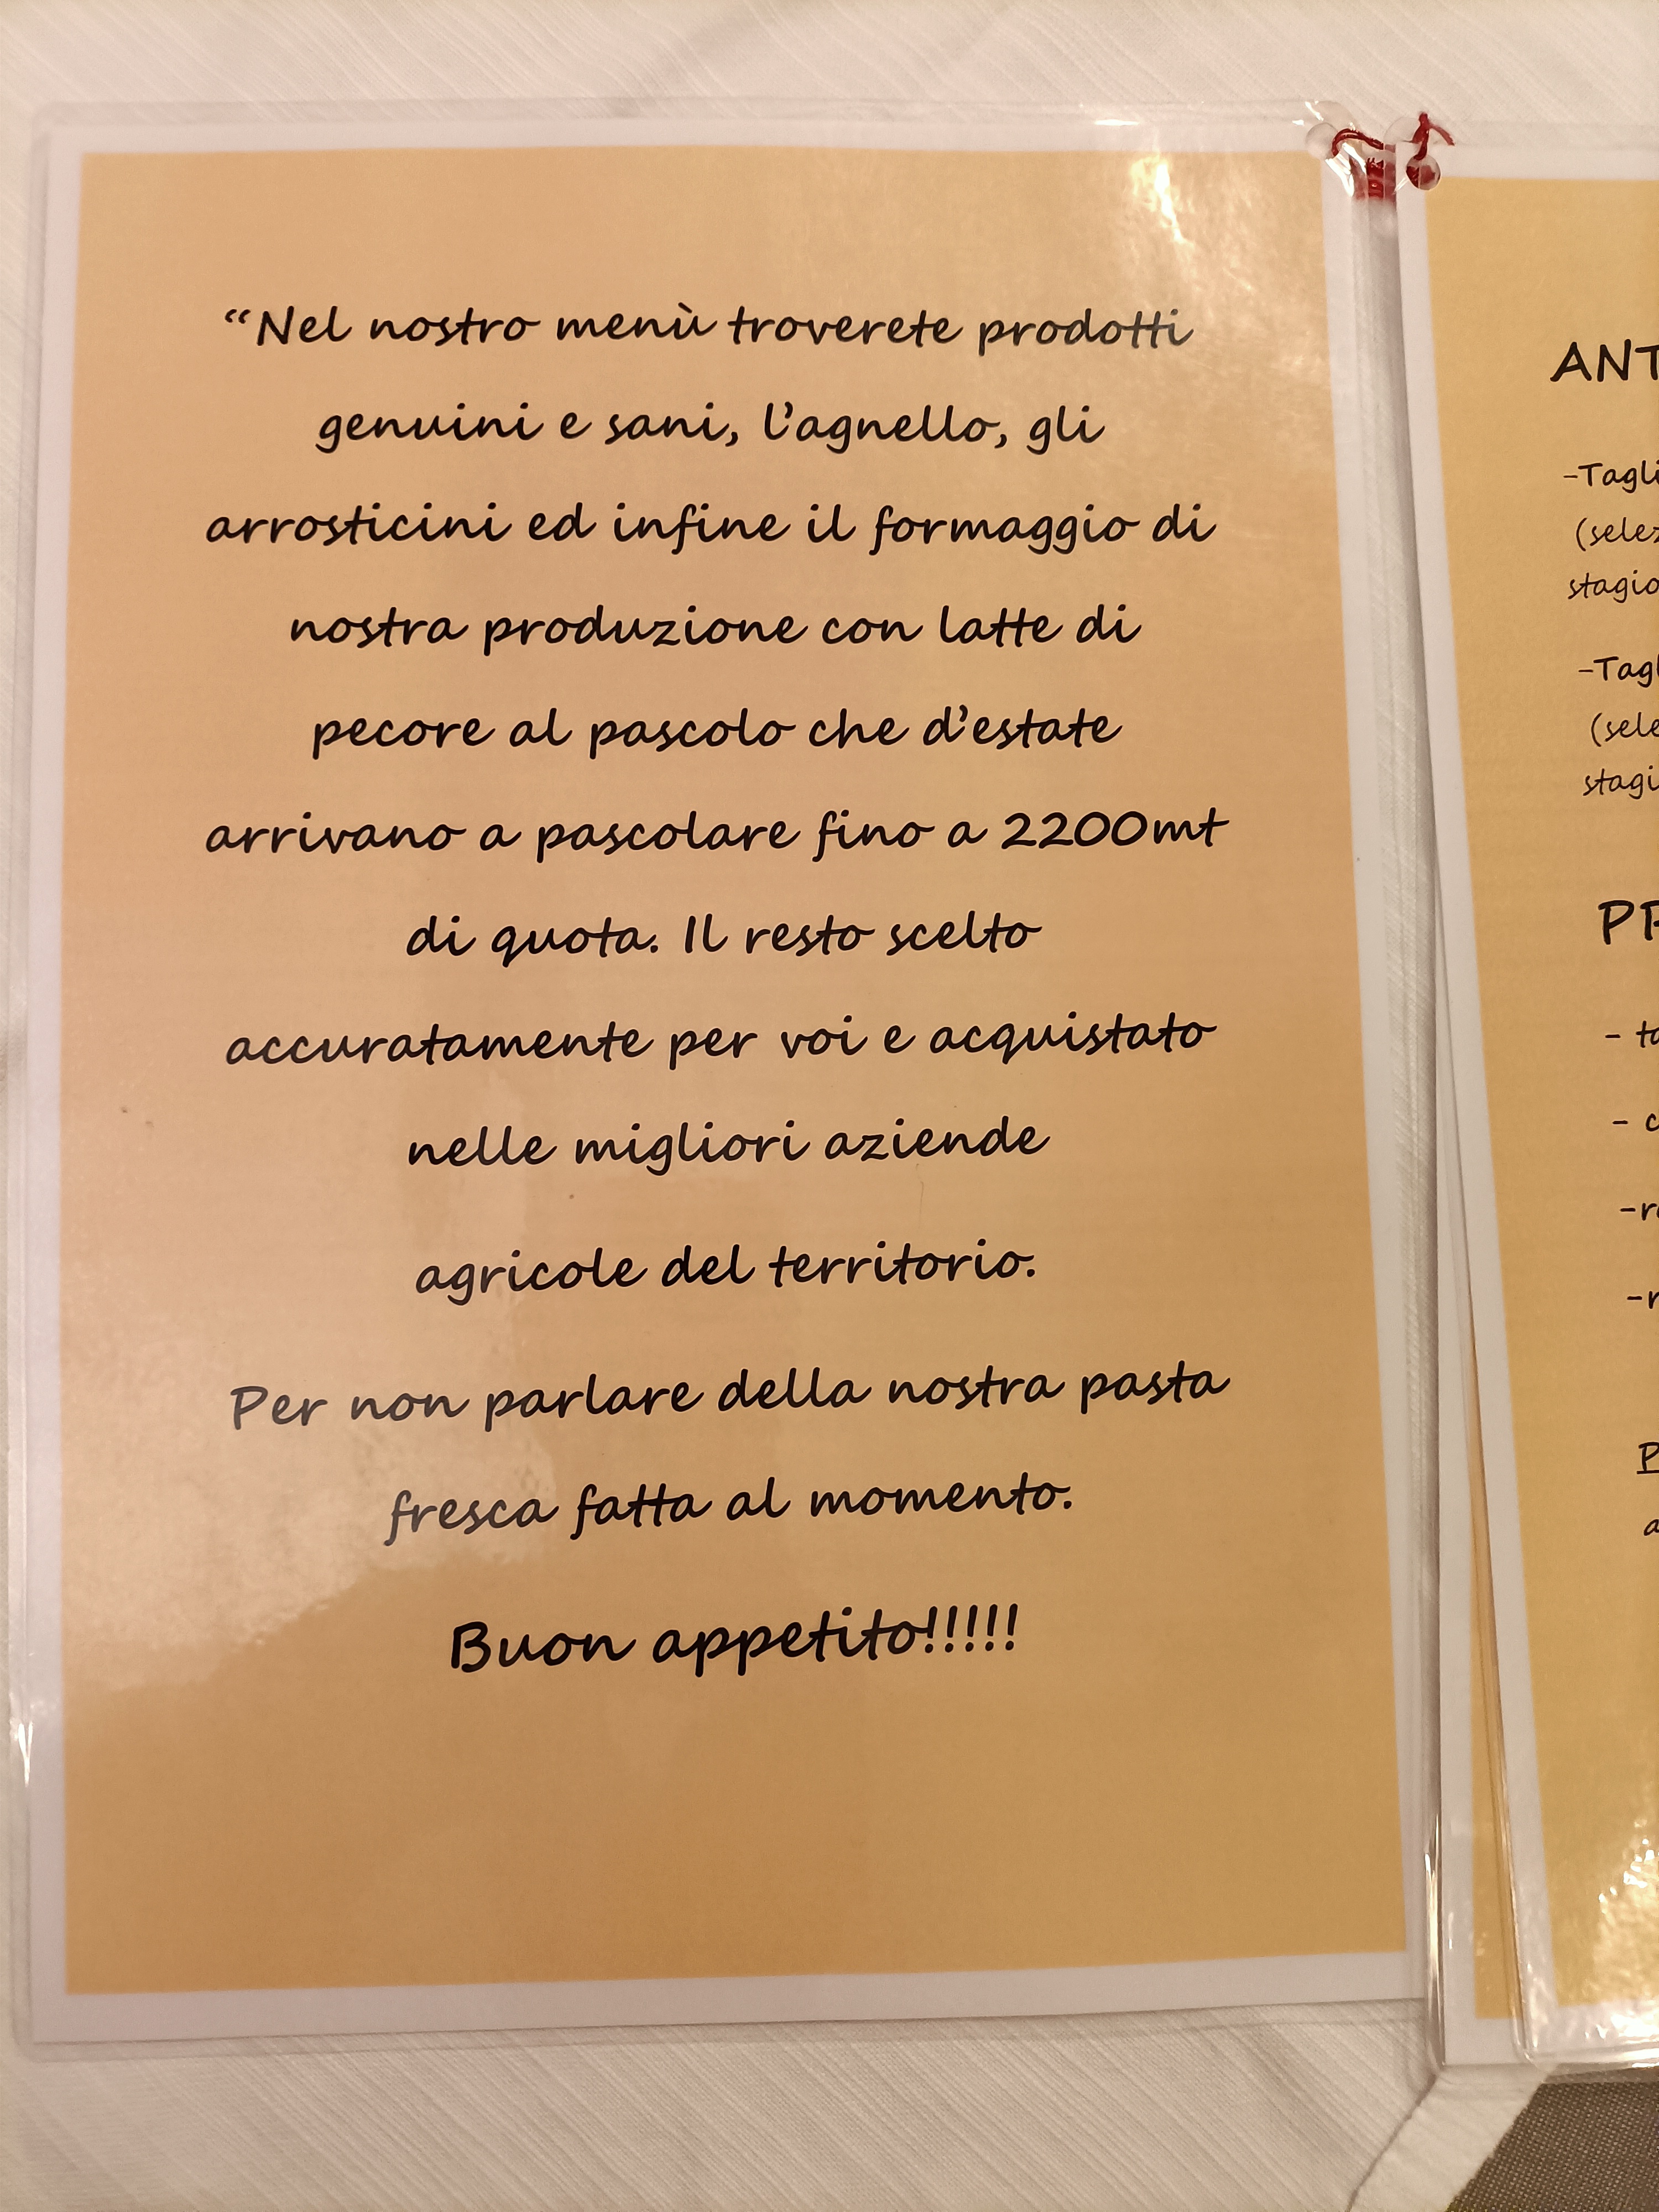 “Nel nostro menù troverete prodotti
genuini e sani, l’agnello, gli
arrosticini ed infine il formaggio di
nostra produzione con latte di
pecore al pascolo che d’estate
arrivano a pascolare fino a 2200mt
di quota. Il resto scelto
accuratamente per voi e acquistato
nelle migliori aziende
agricole del territorio.
Per non parlare della nostra pasta
fresca fatta al momento.
Buon appetito!!!!!